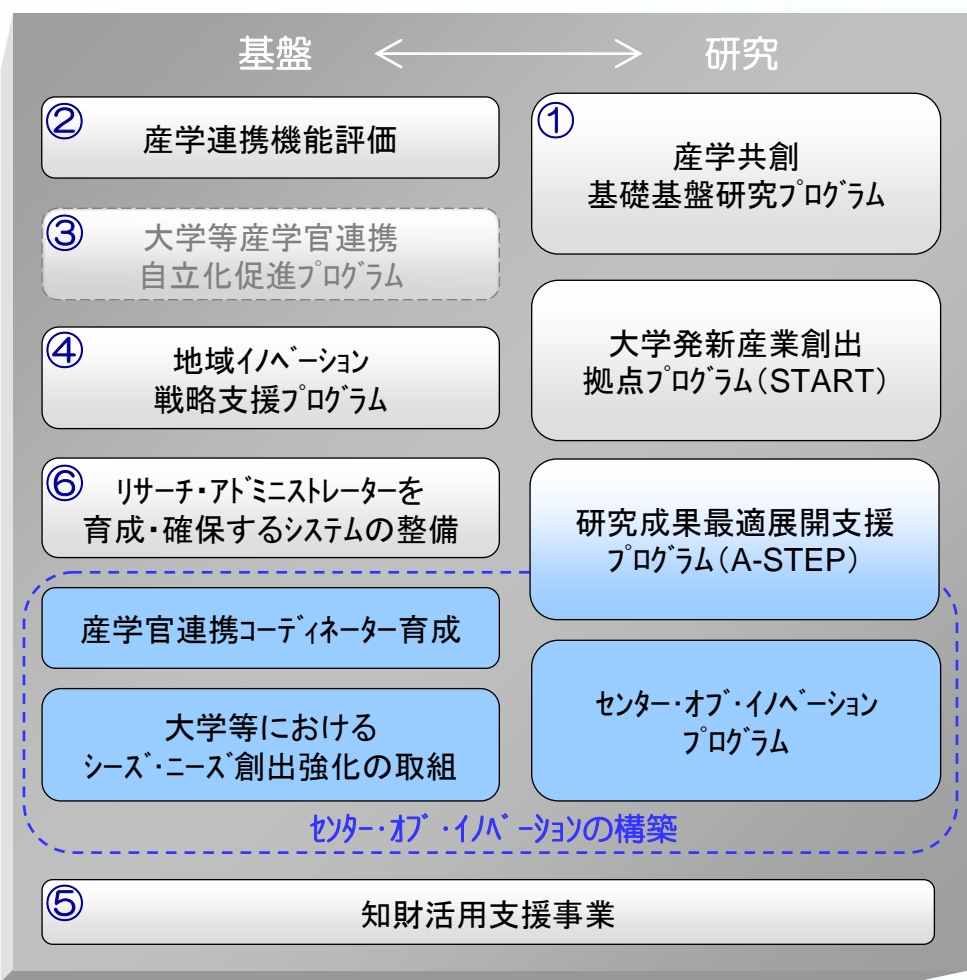 基盤 研究
②
産学連携機能評価
①
産学共創
基礎基盤研究プログラム
③
大学等産学官連携
自立化促進プログラム
大学発新産業創出
拠点プログラム(START)
④
地域イノベーション
戦略支援プログラム
⑥
リサーチ・アドミニストレーターを
育成・確保するシステムの整備
研究成果最適展開支援
プログラム(A-STEP)
産学官連携コーディネーター育成
大学等における
シーズ・ニーズ創出強化の取組
センター・オブ・イノベーション
プログラム
センター・オブ・イノベーションの構築
⑤
知財活用支援事業